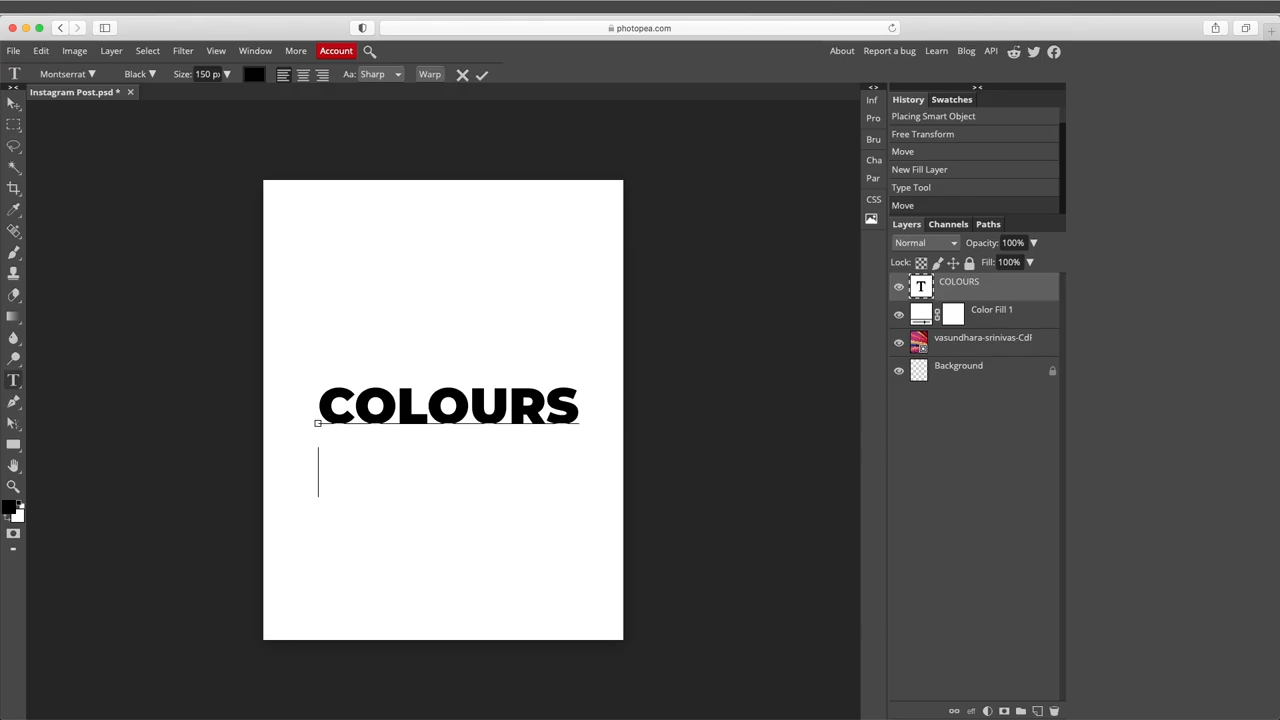 photopea.com
File Edit Image Layer Select Filter View Window More Account
About Report a bug Learn Blog API
T Montserrat Black Size: 150 px Aa: Sharp Warp
Instagram Post.psd *
Inf
Pro
Bru
Cha
Par
CSS
History Swatches
Placing Smart Object
Free Transform
Move
New Fill Layer
Type Tool
Move
Layers Channels Paths
Normal Opacity: 100%
Lock: Fill: 100%
T COLOURS
Color Fill 1
vasundhara-srinivas-CdF
Background
COLOURS
T
eff